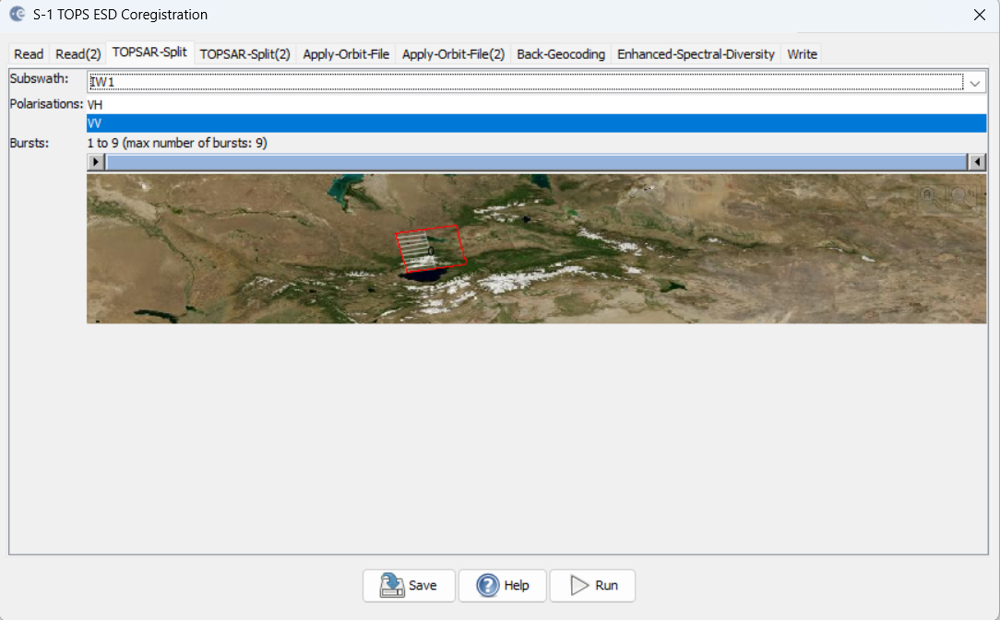 S-1 TOPS ESD Coregistration
Read Read(2) TOPSAR-Split TOPSAR-Split(2) Apply-Orbit-File Apply-Orbit-File(2) Back-Geocoding Enhanced-Spectral-Diversity Write
Subswath: IW1
Polarisations: VH
VV
Bursts: 1 to 9 (max number of bursts: 9)
Save Help Run